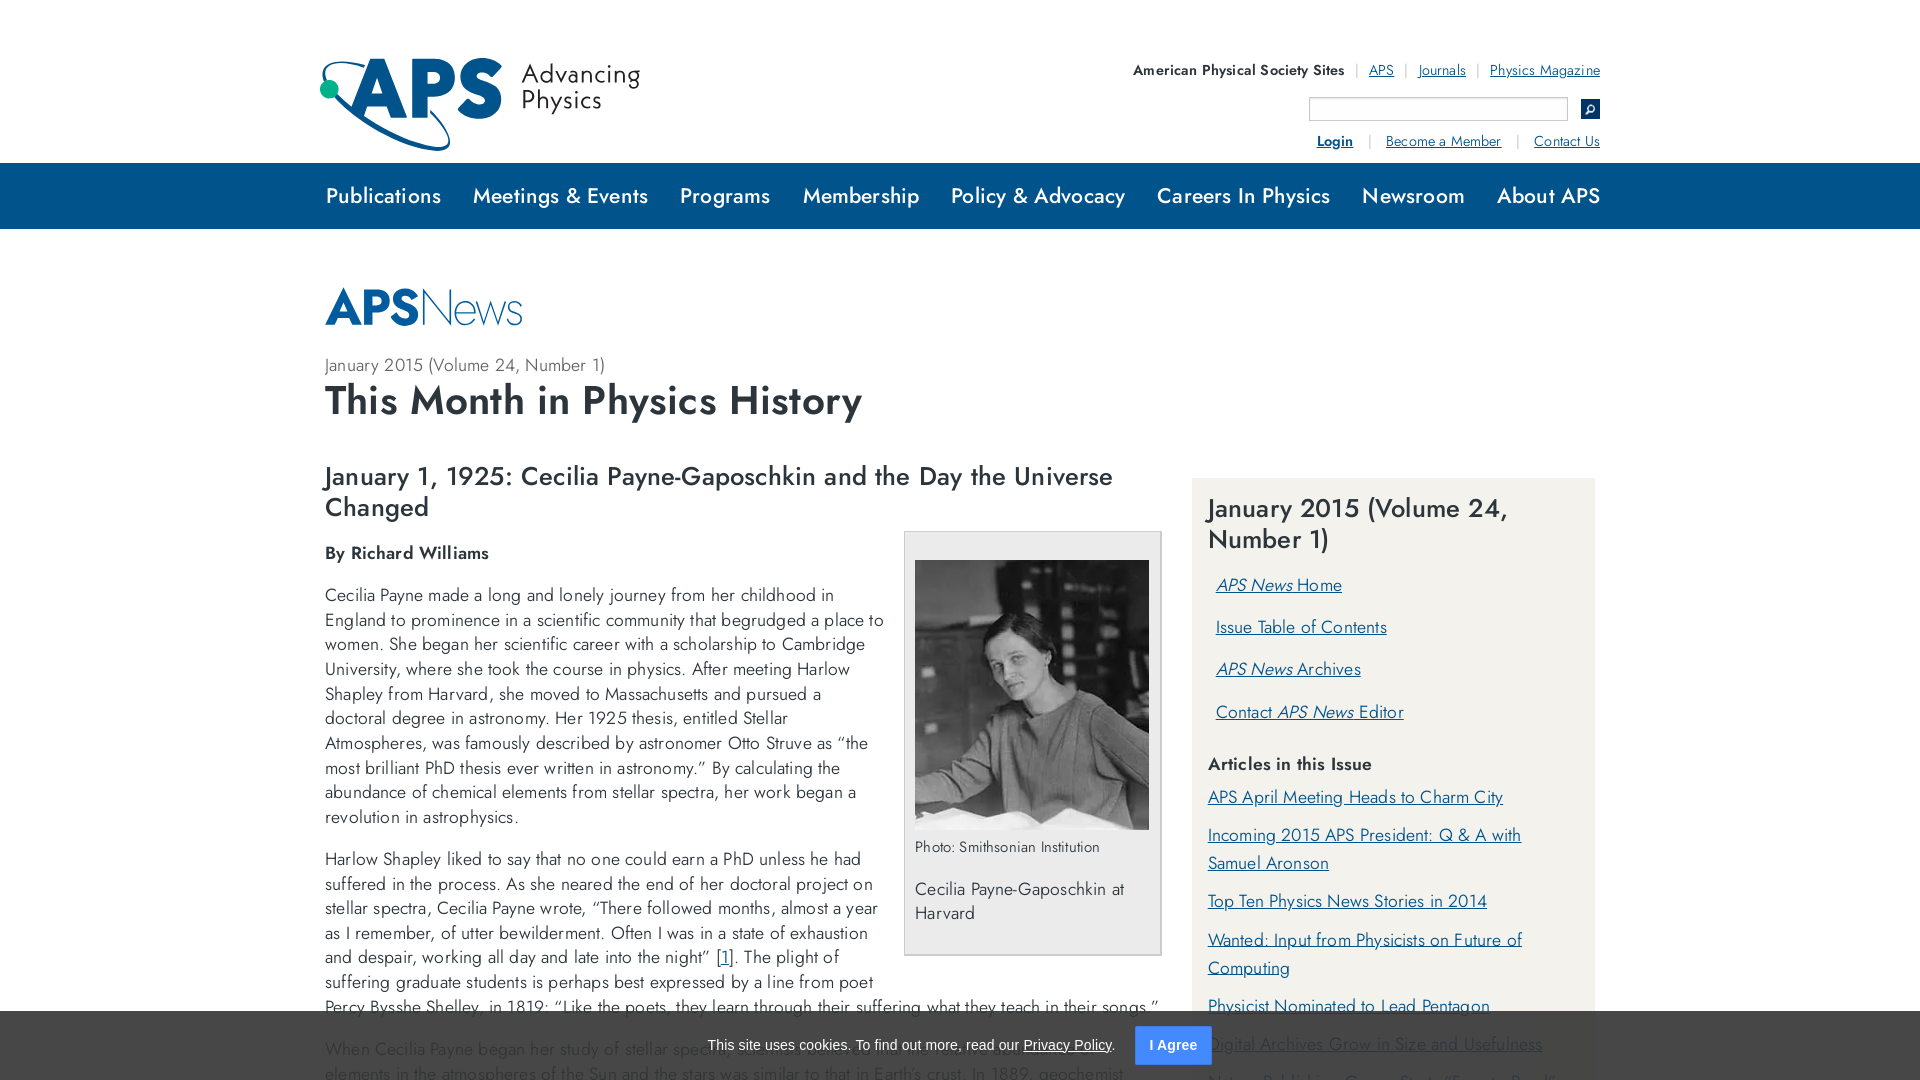 APS Advancing Physics
American Physical Society Sites | APS | Journals | Physics Magazine
Login | Become a Member | Contact Us
Publications Meetings & Events Programs Membership Policy & Advocacy Careers In Physics Newsroom About APS
APSNews
January 2015 (Volume 24, Number 1)
This Month in Physics History
January 1, 1925: Cecilia Payne-Gaposchkin and the Day the Universe
Changed
By Richard Williams
Cecilia Payne made a long and lonely journey from her childhood in
England to prominence in a scientific community that begrudged a place to
women. She began her scientific career with a scholarship to Cambridge
University, where she took the course in physics. After meeting Harlow
Shapley from Harvard, she moved to Massachusetts and pursued a
doctoral degree in astronomy. Her 1925 thesis, entitled Stellar
Atmospheres, was famously described by astronomer Otto Struve as “the
most brilliant PhD thesis ever written in astronomy.” By calculating the
abundance of chemical elements from stellar spectra, her work began a
revolution in astrophysics.
Photo: Smithsonian Institution
Cecilia Payne-Gaposchkin at
Harvard
Harlow Shapley liked to say that no one could earn a PhD unless he had
suffered in the process. As she neared the end of her doctoral project on
stellar spectra, Cecilia Payne wrote, “There followed months, almost a year
as I remember, of utter bewilderment. Often I was in a state of exhaustion
and despair, working all day and late into the night” [1]. The plight of
suffering graduate students is perhaps best expressed by a line from poet
Percy Bysshe Shelley, in 1819: “Like the poets, they learn through their suffering what they teach in their songs.”
When Cecilia Payne began her study of stellar spectra, scientists believed that the relative abundance of
elements in the atmospheres of the Sun and the stars was similar to that in Earth’s crust. In 1889, geochemist
January 2015 (Volume 24,
Number 1)
APS News Home
Issue Table of Contents
APS News Archives
Contact APS News Editor
Articles in this Issue
APS April Meeting Heads to Charm City
Incoming 2015 APS President: Q & A with
Samuel Aronson
Top Ten Physics News Stories in 2014
Wanted: Input from Physicists on Future of
Computing
Physicist Nominated to Lead Pentagon
Digital Archives Grow in Size and Usefulness
This site uses cookies. To find out more, read our Privacy Policy.
I Agree